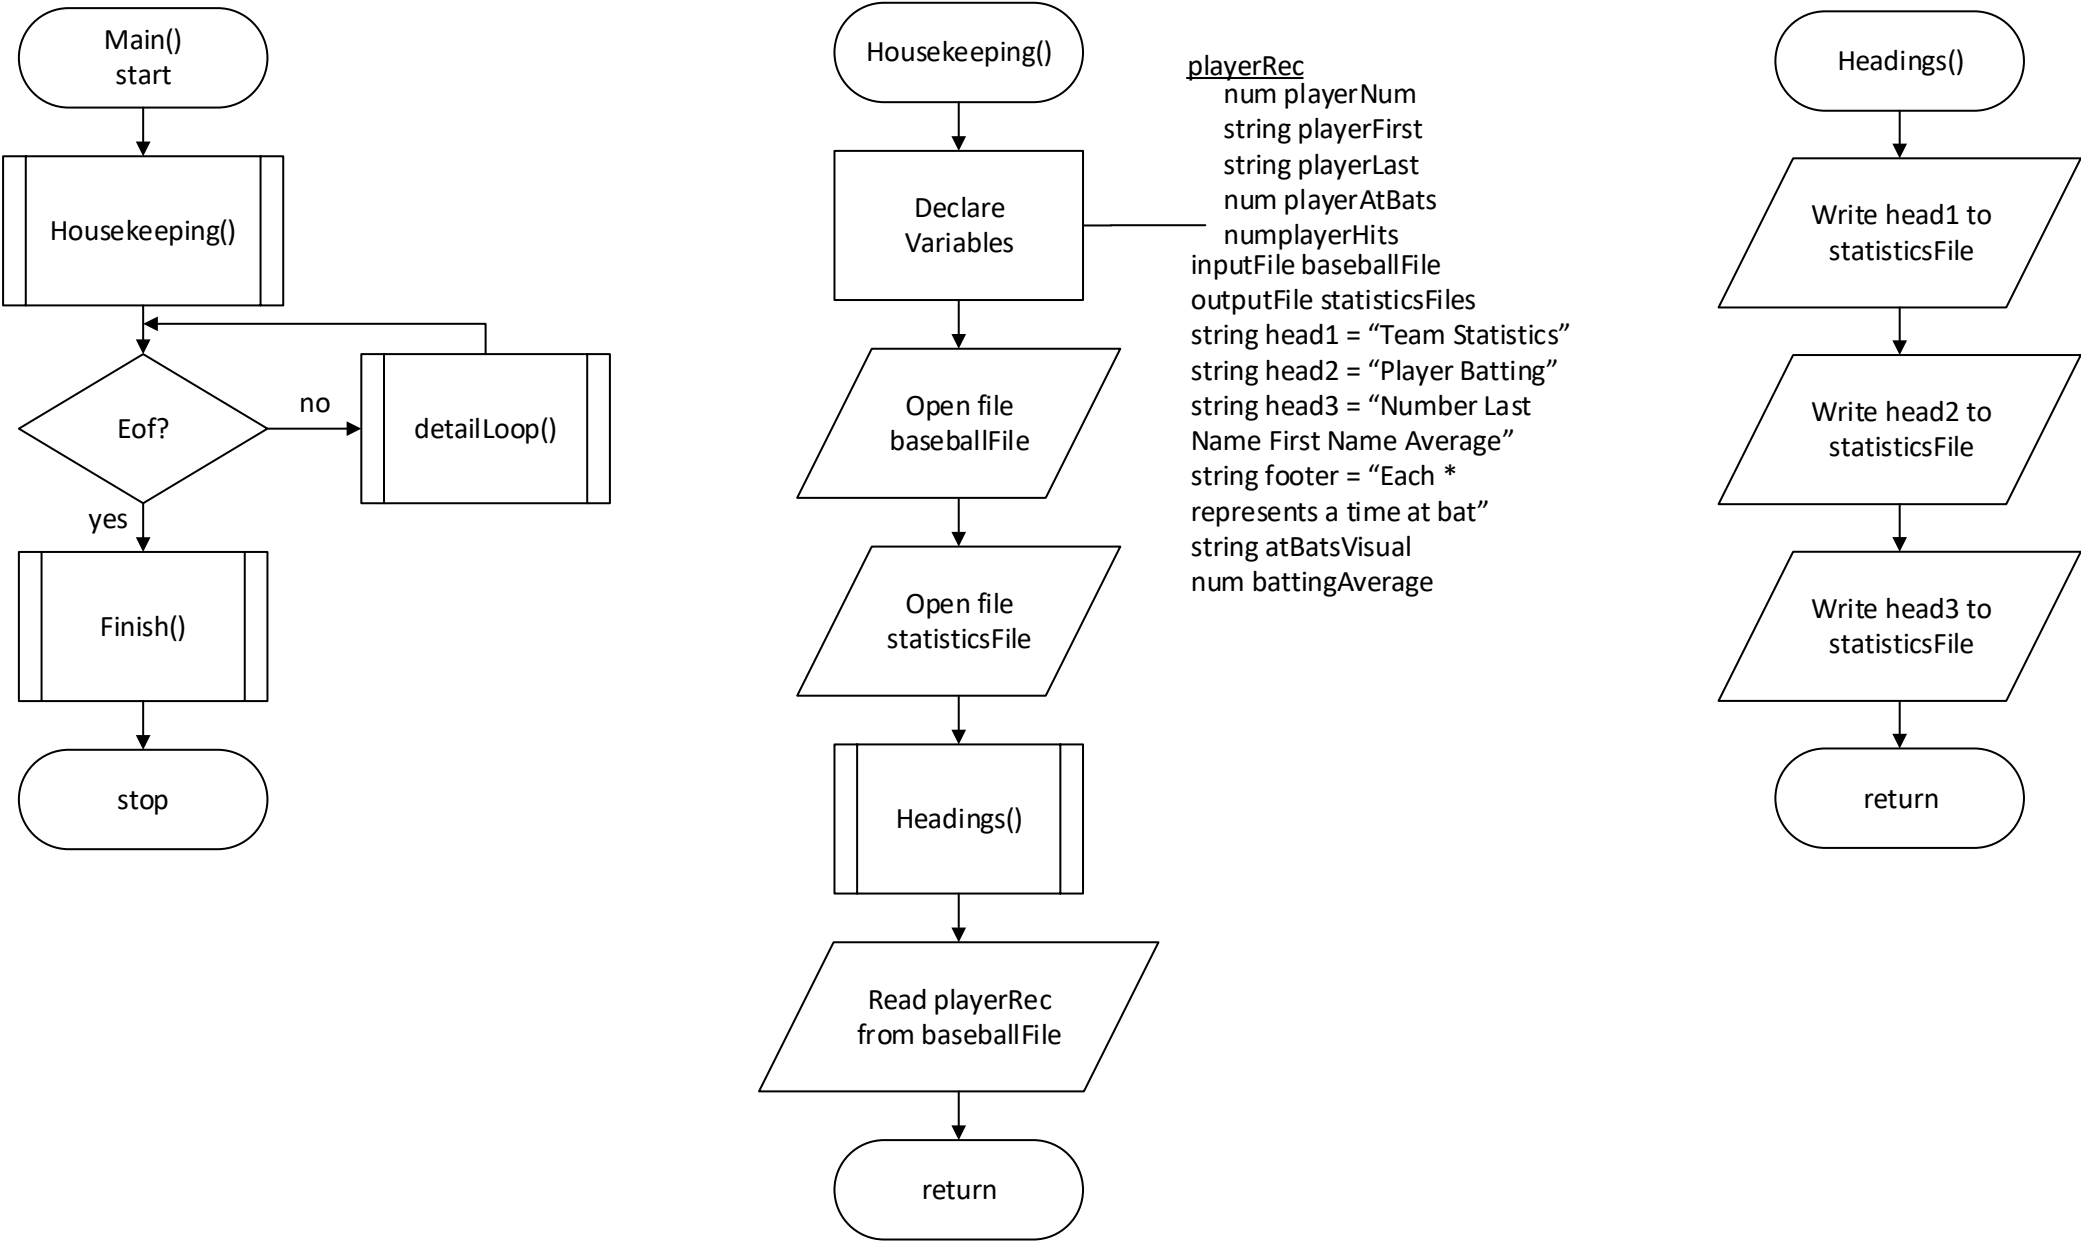 Main()
start
Housekeeping()
Eof?
no
detailLoop()
yes
Finish()
stop
Housekeeping()
Declare
Variables
playerRec
num playerNum
string playerFirst
string playerLast
num playerAtBats
numplayerHits
inputFile baseballFile
outputFile statisticsFiles
string head1 = “Team Statistics”
string head2 = “Player Batting”
string head3 = “Number Last
Name First Name Average”
string footer = “Each *
represents a time at bat”
string atBatsVisual
num battingAverage
Open file
baseballFile
Open file
statisticsFile
Headings()
Read playerRec
from baseballFile
return
Headings()
Write head1 to
statisticsFile
Write head2 to
statisticsFile
Write head3 to
statisticsFile
return